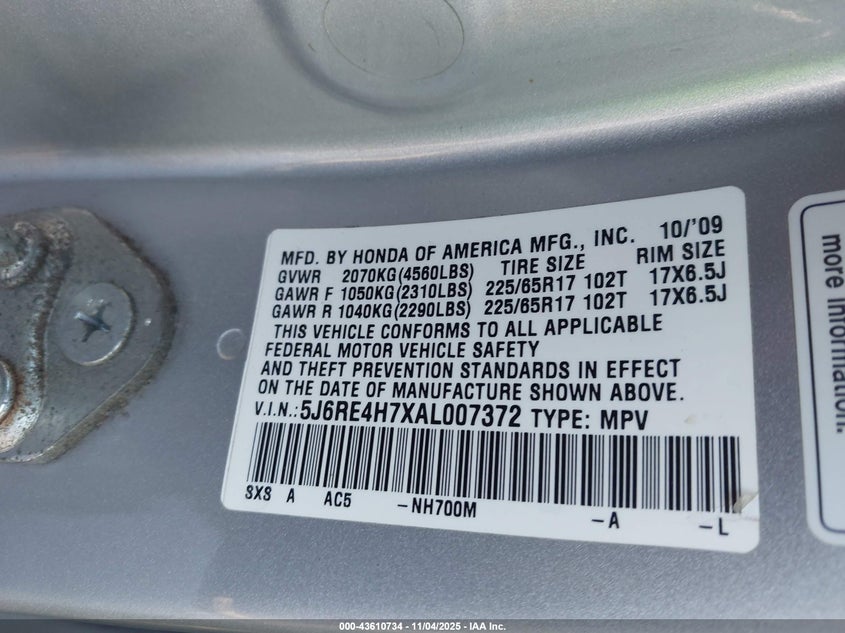 MFD. BY HONDA OF AMERICA MFG., INC. 10/'09
GVWR 2070KG(4560LBS) TIRE SIZE RIM SIZE
GAWR F 1050KG(2310LBS) 225/65R17 102T 17X6.5J
GAWR R 1040KG(2290LBS) 225/65R17 102T 17X6.5J
THIS VEHICLE CONFORMS TO ALL APPLICABLE
FEDERAL MOTOR VEHICLE SAFETY
AND THEFT PREVENTION STANDARDS IN EFFECT
ON THE DATE OF MANUFACTURE SHOWN ABOVE.
V.I.N.: 5J6RE4H7XAL007372 TYPE: MPV
SXS A AC5 -NH700M -A -L
more information.
000-43610734 - 11/04/2025 - IAA Inc.